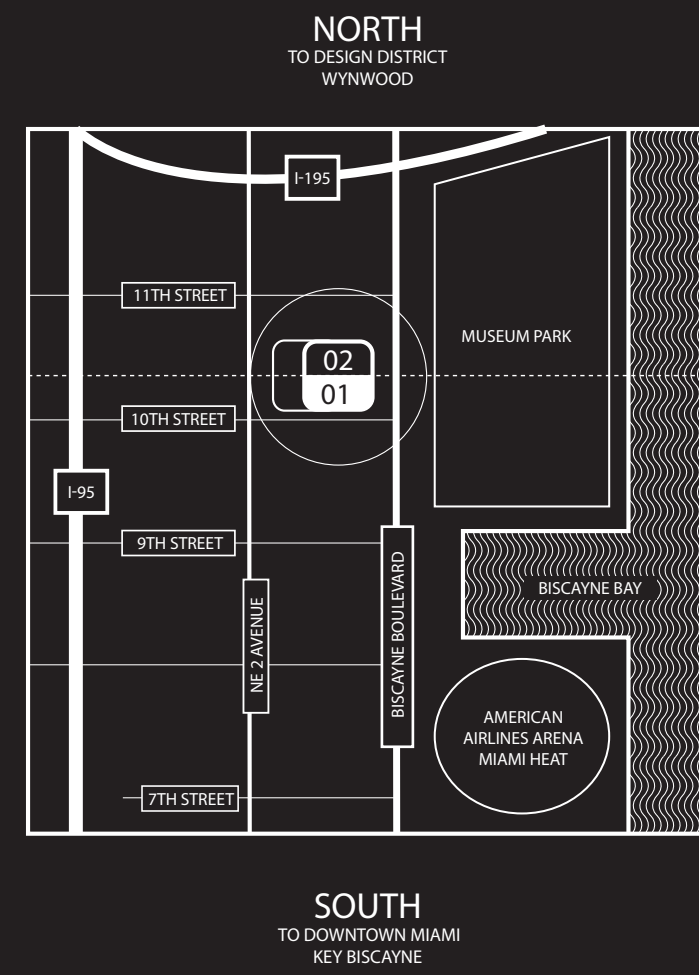 NORTH
TO DESIGN DISTRICT
WYNWOOD
I-195
11TH STREET
02
01
MUSEUM PARK
10TH STREET
I-95
9TH STREET
BISCAYNE BOULEVARD
BISCAYNE BAY
NE 2 AVENUE
AMERICAN
AIRLINES ARENA
MIAMI HEAT
7TH STREET
SOUTH
TO DOWNTOWN MIAMI
KEY BISCAYNE